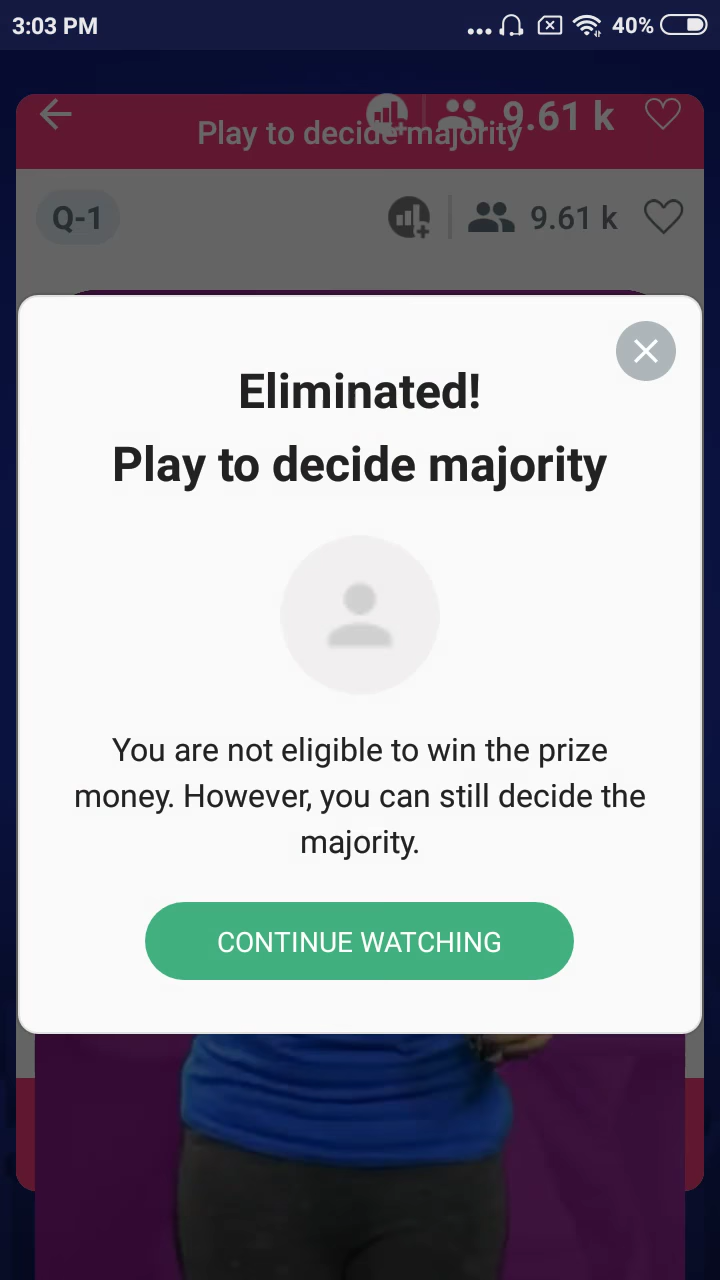 3:03 PM
40%
9.61 k
Play to decide majority
Q-1
9.61 k
Eliminated!
Play to decide majority
You are not eligible to win the prize
money. However, you can still decide the
majority.
CONTINUE WATCHING